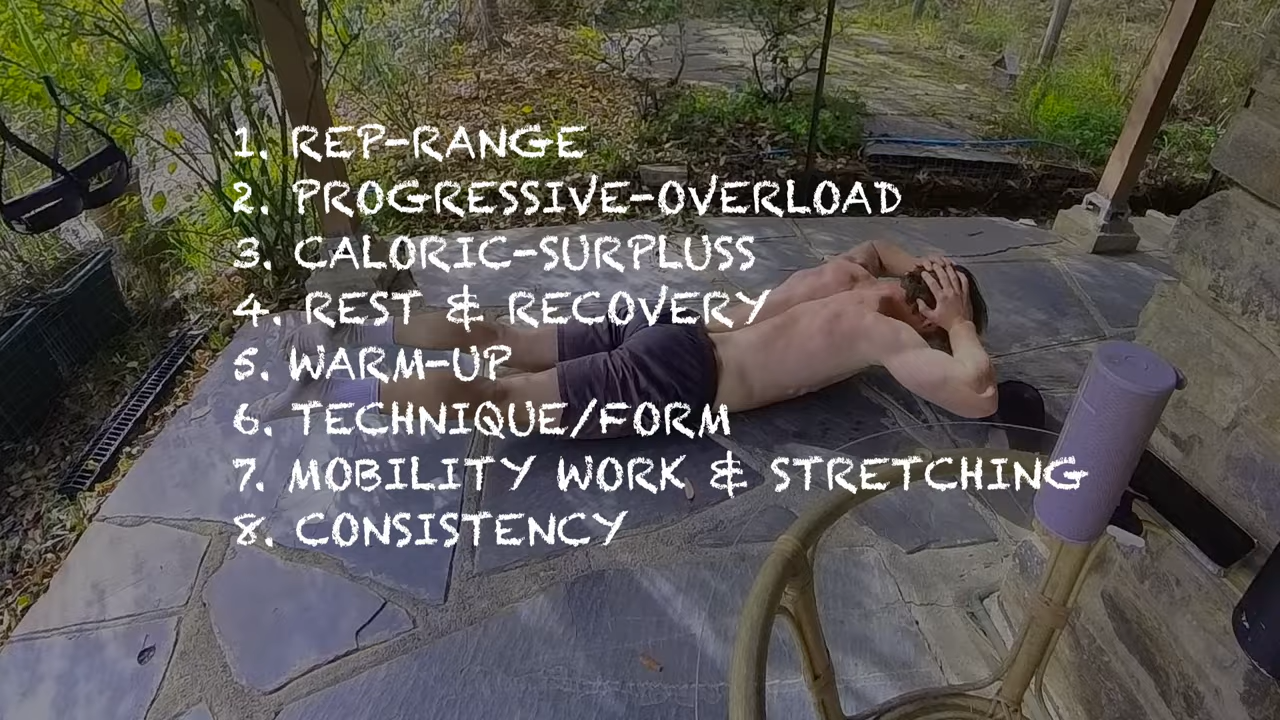 1. REP-RANGE
2. PROGRESSIVE-OVERLOAD
3. CALORIC-SURPLUSS
4. REST & RECOVERY
5. WARM-UP
6. TECHNIQUE/FORM
7. MOBILITY WORK & STRETCHING
8. CONSISTENCY